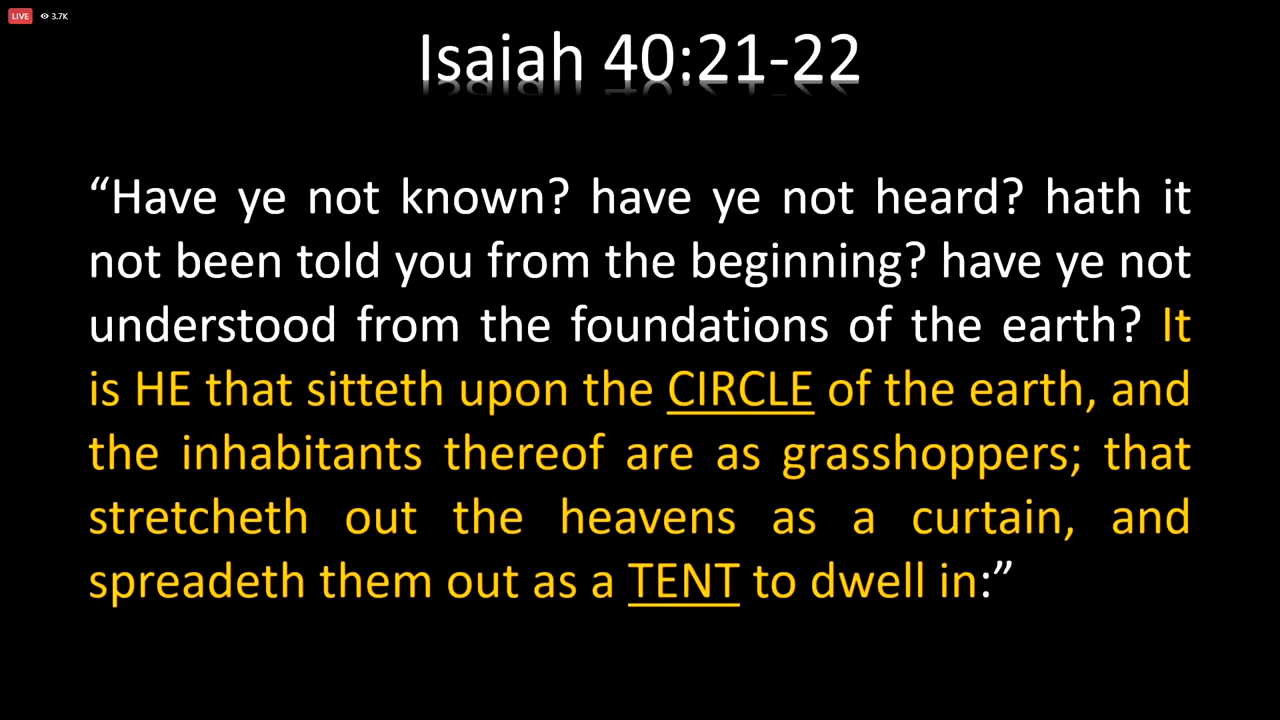 LIVE 3.7K
Isaiah 40:21-22
“Have ye not known? have ye not heard? hath it
not been told you from the beginning? have ye not
understood from the foundations of the earth? It
is HE that sitteth upon the CIRCLE of the earth, and
the inhabitants thereof are as grasshoppers; that
stretcheth out the heavens as a curtain, and
spreadeth them out as a TENT to dwell in:”